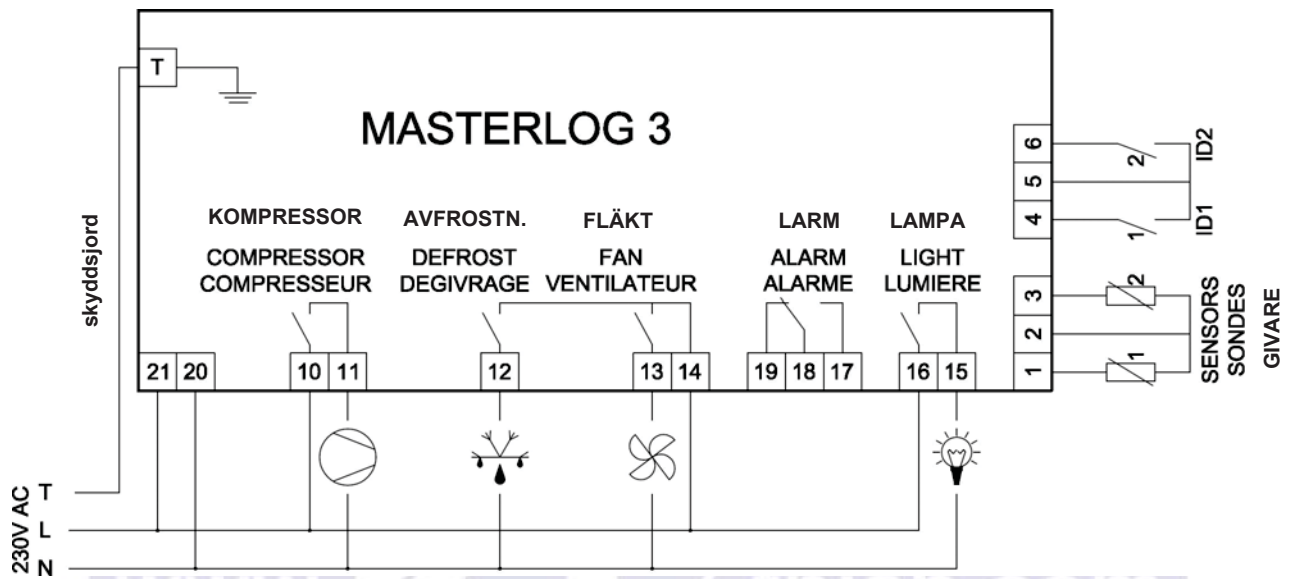 T
MASTERLOG 3
skyddsjord
KOMPRESSOR
AVFROSTN.
FLÄKT
LARM
LAMPA
COMPRESSOR
COMPRESSEUR
DEFROST
DEGIVRAGE
FAN
VENTILATEUR
ALARM
ALARME
LIGHT
LUMIERE
6
5
4
2
1
ID2
ID1
3
2
1
2
1
SENSORS
SONDES
GIVARE
21 20 10 11 12 13 14 19 18 17 16 15
230V AC
T
L
N